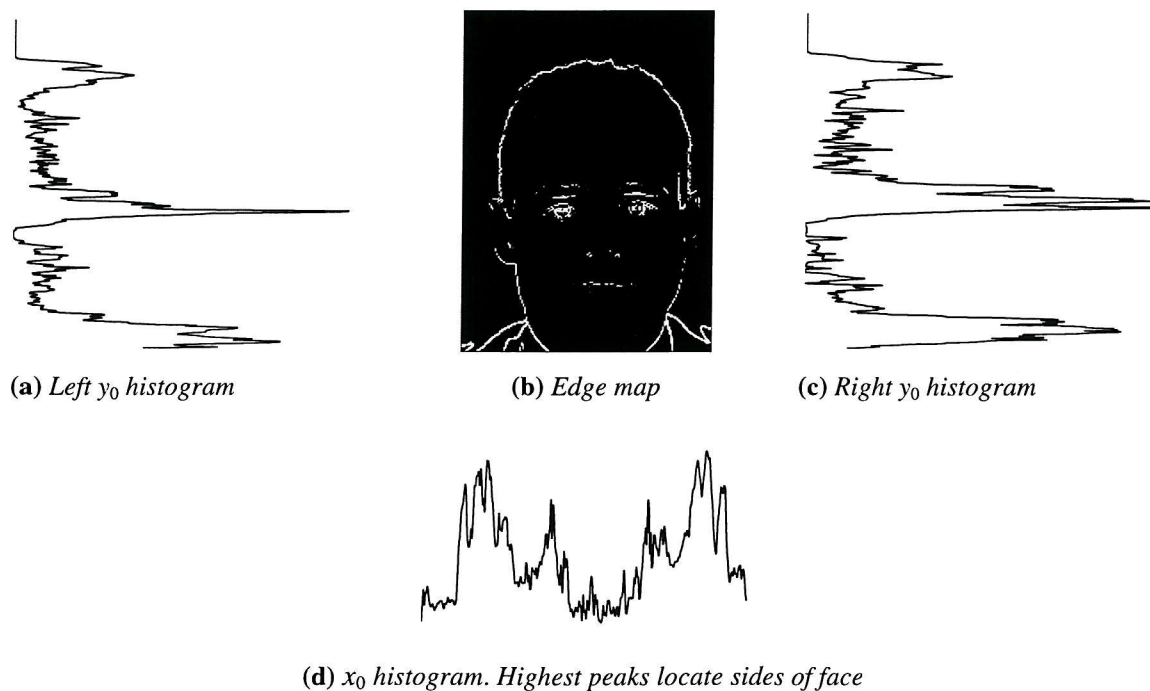 (a) Left y₀ histogram
(b) Edge map
(c) Right y₀ histogram
(d) x₀ histogram. Highest peaks locate sides of face